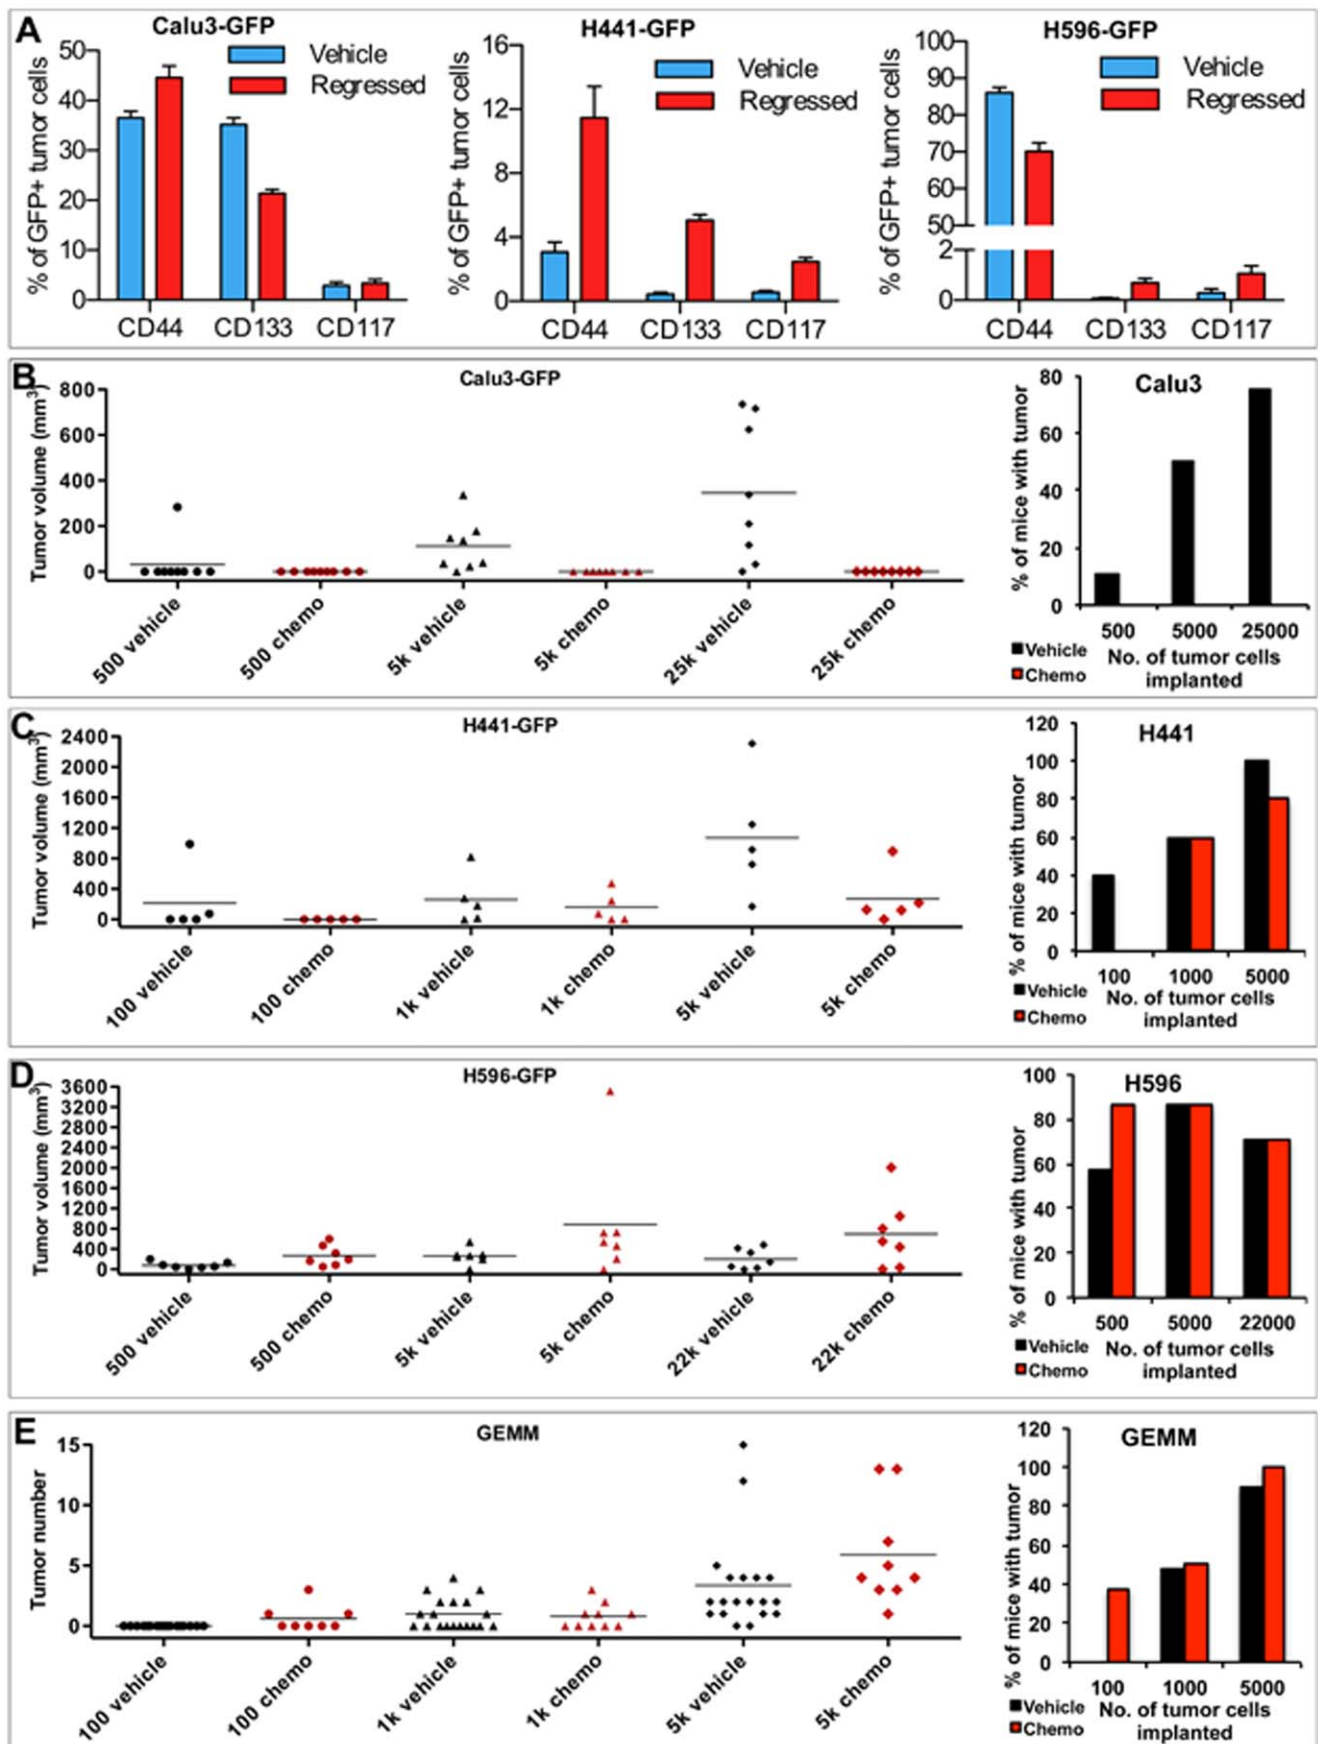 A
Calu3-GFP
Vehicle
Regressed
% of GFP+ tumor cells
50
40
30
20
10
0
CD44 CD133 CD117
H441-GFP
Vehicle
Regressed
% of GFP+ tumor cells
16
12
8
4
0
CD44 CD133 CD117
H596-GFP
Vehicle
Regressed
% of GFP+ tumor cells
100
90
80
70
60
50
2
0
CD44 CD133 CD117
B
Calu3-GFP
Tumor volume (mm³)
800
600
400
200
0
500 vehicle
500 chemo
5k vehicle
5k chemo
25k vehicle
25k chemo
Calu3
% of mice with tumor
80
60
40
20
0
500 5000 25000
No. of tumor cells
implanted
Vehicle
Chemo
C
H441-GFP
Tumor volume (mm³)
2400
2000
1600
1200
800
400
0
100 vehicle
100 chemo
1k vehicle
1k chemo
5k vehicle
5k chemo
H441
% of mice with tumor
120
100
80
60
40
20
0
100 1000 5000
No. of tumor cells
implanted
Vehicle
Chemo
D
H596-GFP
Tumor volume (mm³)
3600
3200
2800
2400
2000
1600
1200
800
400
0
500 vehicle
500 chemo
5k vehicle
5k chemo
22k vehicle
22k chemo
H596
% of mice with tumor
100
80
60
40
20
0
500 5000 22000
No. of tumor cells
implanted
Vehicle
Chemo
E
GEMM
Tumor number
15
10
5
0
100 vehicle
100 chemo
1k vehicle
1k chemo
5k vehicle
5k chemo
GEMM
% of mice with tumor
120
100
80
60
40
20
0
100 1000 5000
No. of tumor cells
implanted
Vehicle
Chemo